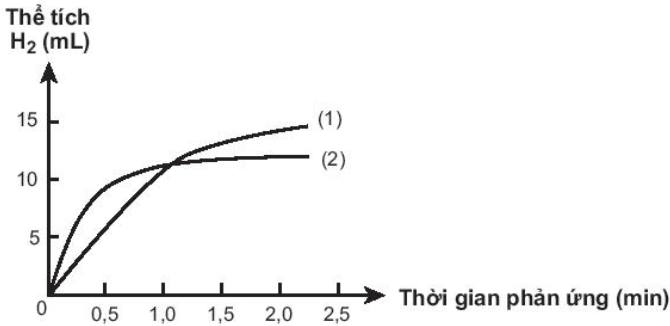 Thể tích
H₂ (mL)
15
(1)
(2)
10
5
0
0,5 1,0 1,5 2,0 2,5
Thời gian phản ứng (min)